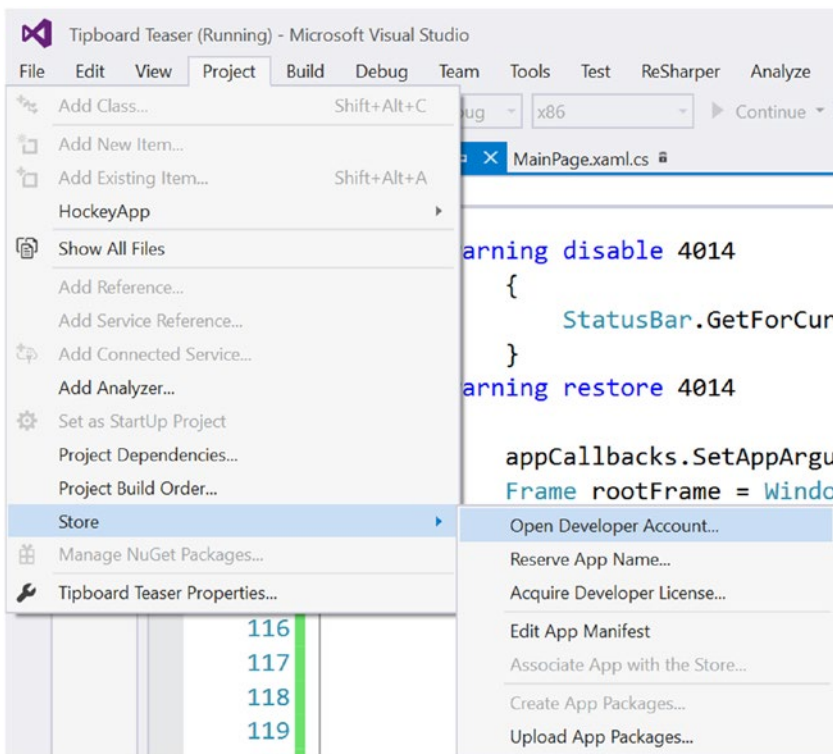 Tipboard Teaser (Running) - Microsoft Visual Studio
File Edit View Project Build Debug Team Tools Test ReSharper Analyze
x86 Continue
MainPage.xaml.cs
Add Class... Shift+Alt+C
Add New Item...
Add Existing Item... Shift+Alt+A
HockeyApp
Show All Files
Add Reference...
Add Service Reference...
Add Connected Service...
Add Analyzer...
Set as StartUp Project
Project Dependencies...
Project Build Order...
Store
Manage NuGet Packages...
Tipboard Teaser Properties...
arning disable 4014
{
StatusBar.GetForCur
}
arning restore 4014
appCallbacks.SetAppArgu
Frame rootFrame = Windo
Open Developer Account...
Reserve App Name...
Acquire Developer License...
Edit App Manifest
Associate App with the Store...
Create App Packages...
Upload App Packages...
116
117
118
119